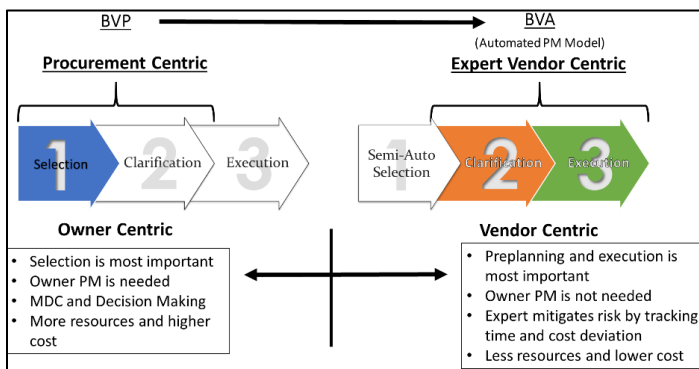 BVP
BVA
(Automated PM Model)
Procurement Centric
Expert Vendor Centric
1
Selection
2
Clarification
3
Execution
1
Semi-Auto
Selection
2
Clarification
3
Execution
Owner Centric
Vendor Centric
• Selection is most important
• Owner PM is needed
• MDC and Decision Making
• More resources and higher
cost
• Preplanning and execution is
most important
• Owner PM is not needed
• Expert mitigates risk by tracking
time and cost deviation
• Less resources and lower cost